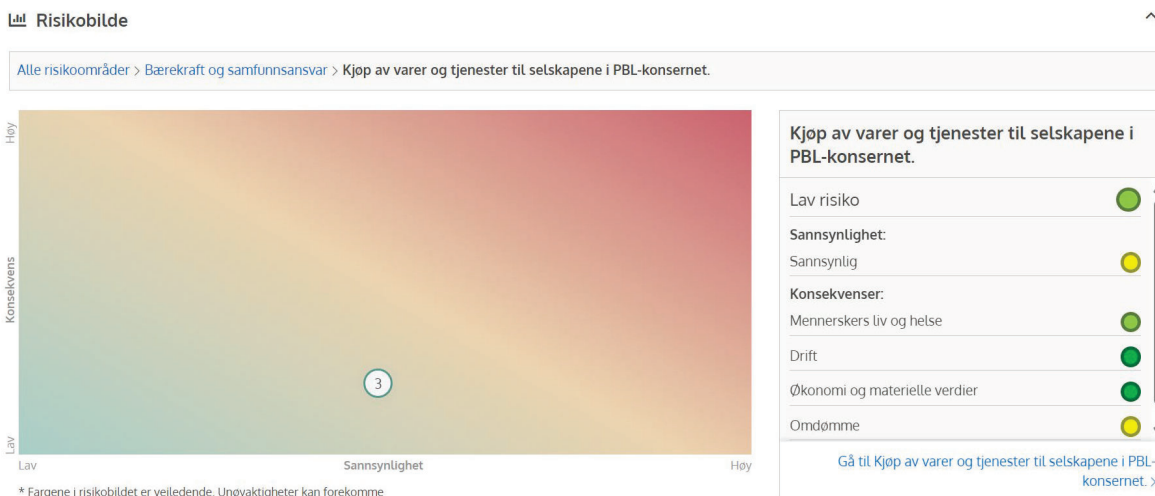 Risikobilde
Alle risikoområder > Bærekraft og samfunnsansvar > Kjøp av varer og tjenester til selskapene i PBL-konsernet.
Høy
Konsekvens
Lav
3
Lav
Sannsynlighet
Høy
* Fargene i risikobildet er veiledende. Unøyaktigheter kan forekomme
Kjøp av varer og tjenester til selskapene i
PBL-konsernet.
Lav risiko
Sannsynlighet:
Sannsynlig
Konsekvenser:
Mennerskers liv og helse
Drift
Økonomi og materielle verdier
Omdømme
Gå til Kjøp av varer og tjenester til selskapene i PBL-
konsernet. >